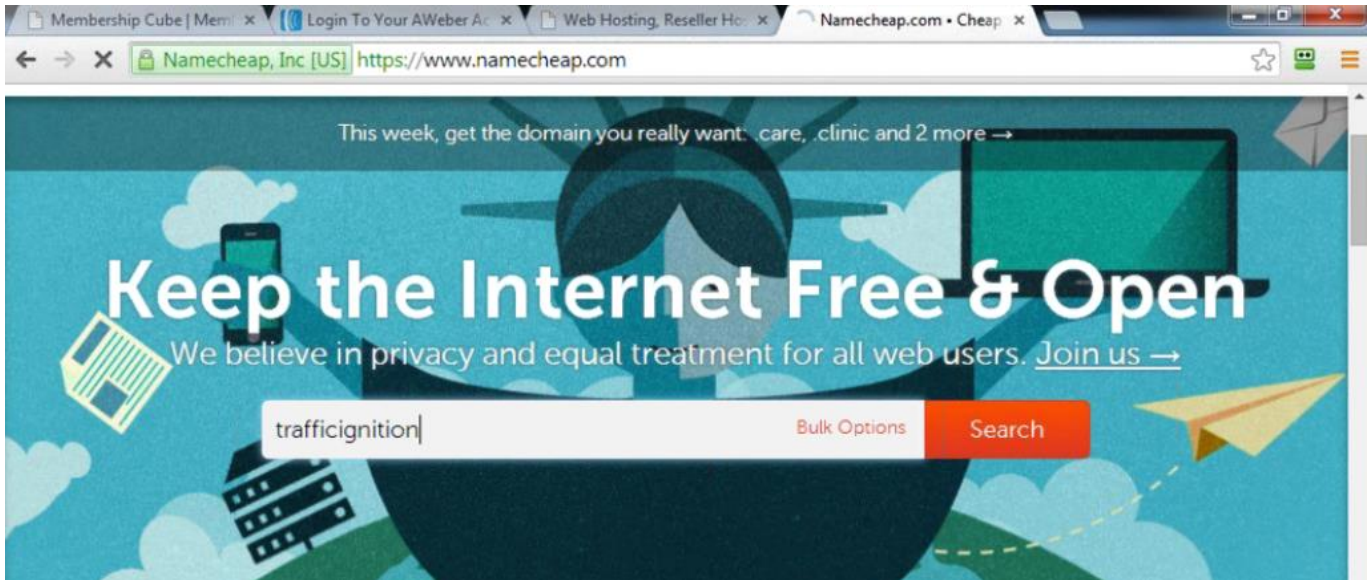 Membership Cube | Mem
Login To Your AWeber Ac
Web Hosting, Reseller Ho
Namecheap.com • Cheap
Namecheap, Inc [US] https://www.namecheap.com
This week, get the domain you really want: .care, .clinic and 2 more →
Keep the Internet Free & Open
We believe in privacy and equal treatment for all web users. Join us →
trafficignition
Bulk Options
Search